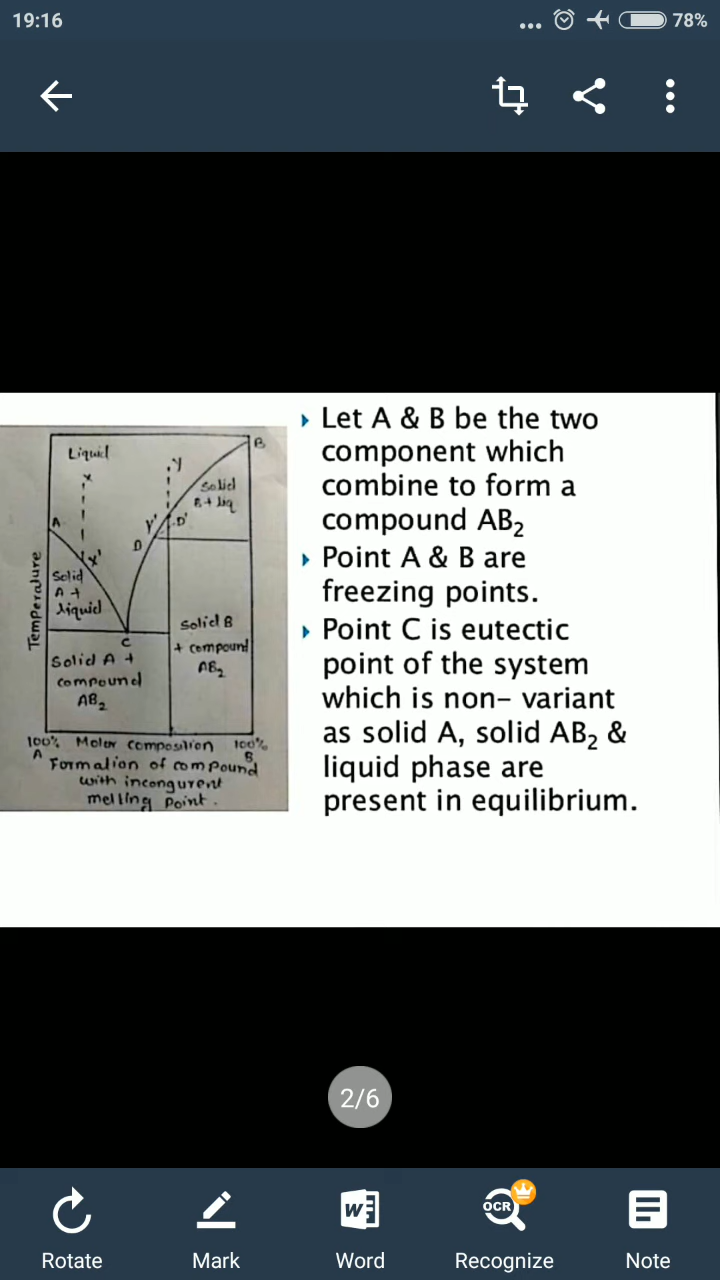 19:16
78%
Let A & B be the two
component which
combine to form a
compound AB₂
Point A & B are
freezing points.
Point C is eutectic
point of the system
which is non- variant
as solid A, solid AB₂ &
liquid phase are
present in equilibrium.
Liquid
x
Y
B
Solid
B + liq
A
x'
Y'
D'
D
Solid
A +
liquid
Temperature
C
Solid B
+ compound
AB₂
Solid A +
compound
AB₂
100% Molar composition 100%
A B
Formation of compound
with incongurent
melting point.
2/6
OCR
Rotate Mark Word Recognize Note